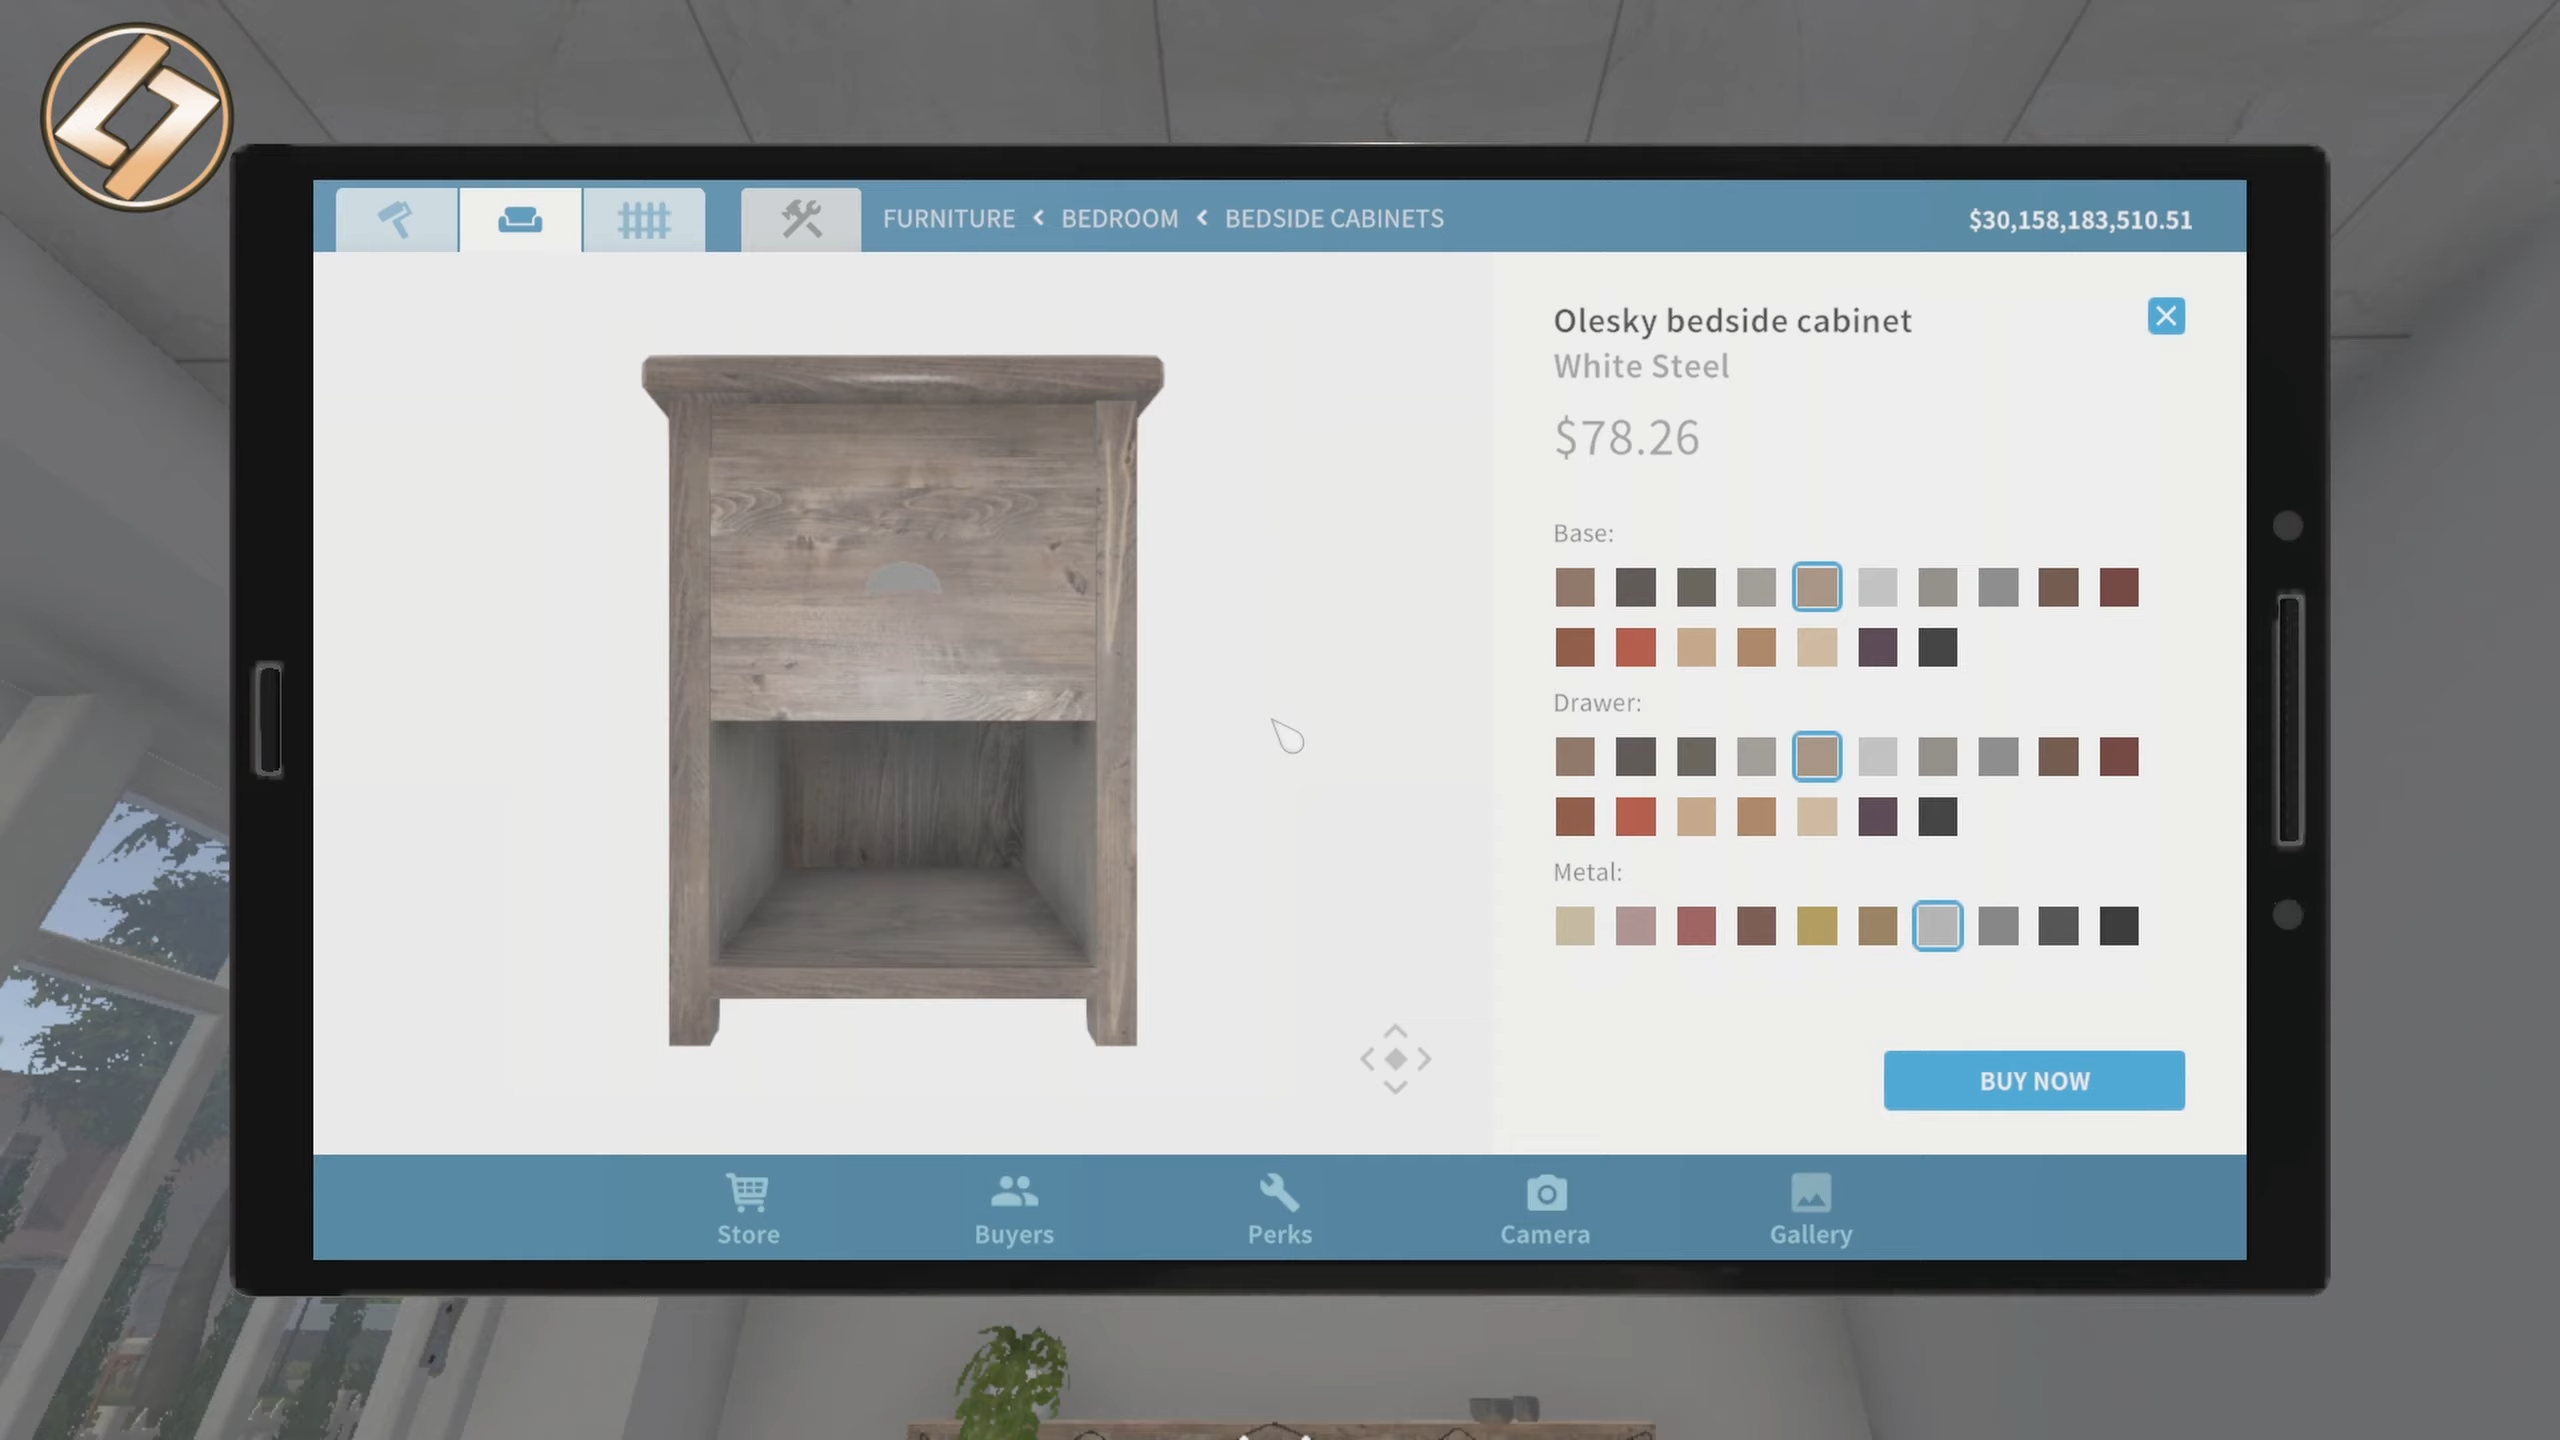 FURNITURE < BEDROOM < BEDSIDE CABINETS
$30,158,183,510.51
Olesky bedside cabinet
White Steel
$78.26
Base:
Drawer:
Metal:
BUY NOW
Store
Buyers
Perks
Camera
Gallery